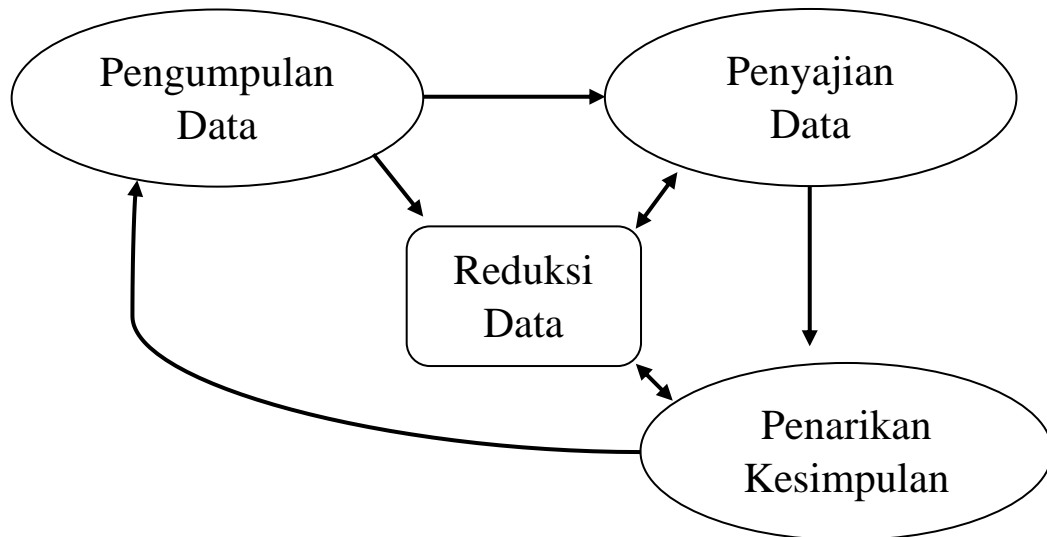 Pengumpulan
Data
Penyajian
Data
Reduksi
Data
Penarikan
Kesimpulan